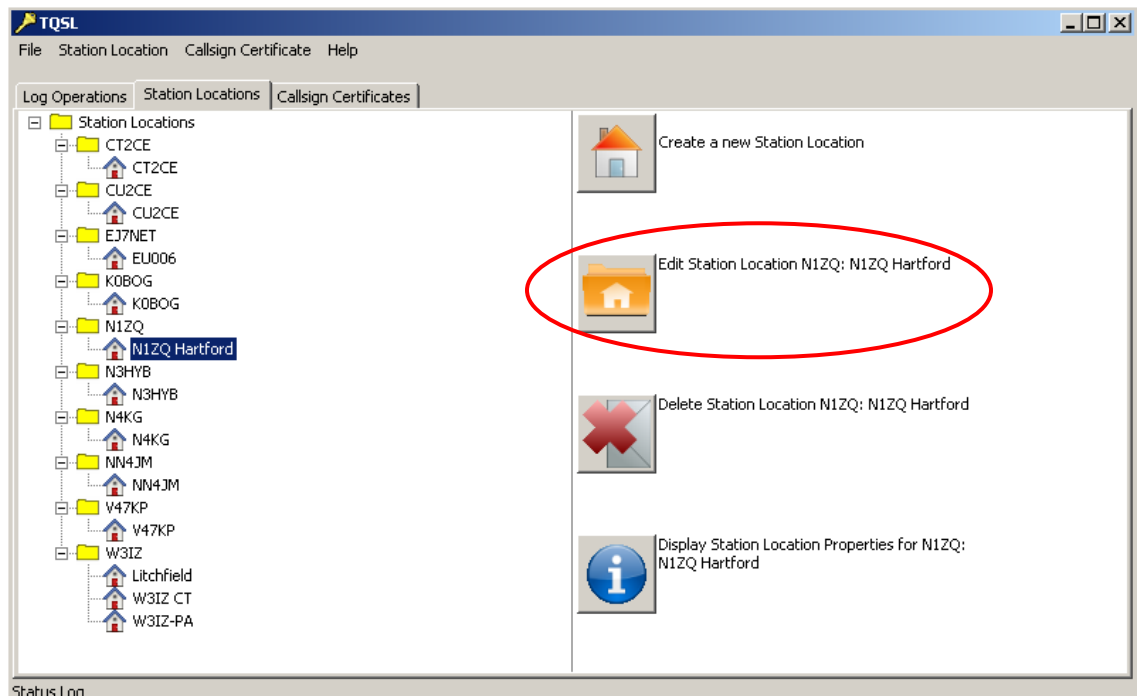 TQSL
File Station Location Callsign Certificate Help
Log Operations Station Locations Callsign Certificates
Station Locations
CT2CE
CT2CE
CU2CE
CU2CE
EJ7NET
EU006
K0BOG
K0BOG
N1ZQ
N1ZQ Hartford
N3HYB
N3HYB
N4KG
N4KG
NN4JM
NN4JM
V47KP
V47KP
W3IZ
Litchfield
W3IZ CT
W3IZ-PA
Create a new Station Location
Edit Station Location N1ZQ: N1ZQ Hartford
Delete Station Location N1ZQ: N1ZQ Hartford
Display Station Location Properties for N1ZQ:
N1ZQ Hartford
Status Log